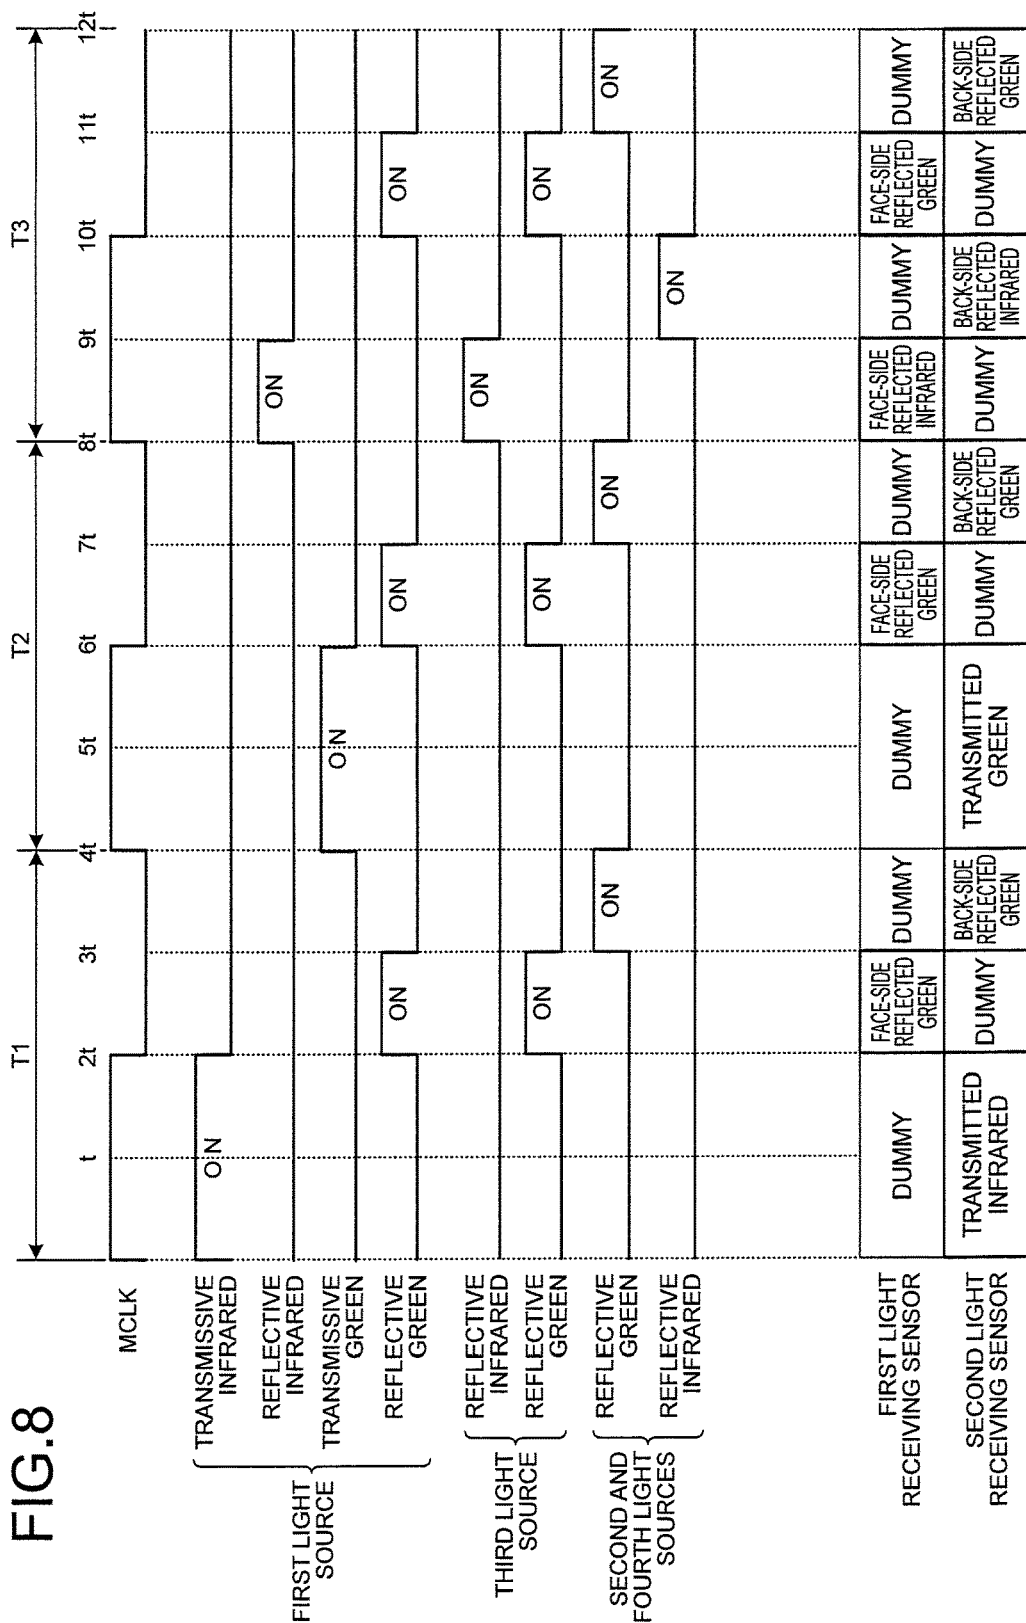 FIG.8
T1
T2
T3
t
2t
3t
4t
5t
6t
7t
8t
9t
10t
11t
12t
MCLK
FIRST LIGHT
SOURCE
TRANSMISSIVE
INFRARED
ON
REFLECTIVE
INFRARED
ON
TRANSMISSIVE
GREEN
ON
REFLECTIVE
GREEN
ON
ON
ON
THIRD LIGHT
SOURCE
REFLECTIVE
INFRARED
ON
REFLECTIVE
GREEN
ON
ON
ON
SECOND AND
FOURTH LIGHT
SOURCES
REFLECTIVE
GREEN
ON
ON
ON
REFLECTIVE
INFRARED
ON
FIRST LIGHT
RECEIVING SENSOR
DUMMY
FACE-SIDE
REFLECTED
GREEN
DUMMY
DUMMY
FACE-SIDE
REFLECTED
GREEN
DUMMY
FACE-SIDE
REFLECTED
INFRARED
DUMMY
FACE-SIDE
REFLECTED
GREEN
DUMMY
SECOND LIGHT
RECEIVING SENSOR
TRANSMITTED
INFRARED
DUMMY
BACK-SIDE
REFLECTED
GREEN
TRANSMITTED
GREEN
DUMMY
BACK-SIDE
REFLECTED
GREEN
DUMMY
BACK-SIDE
REFLECTED
INFRARED
DUMMY
BACK-SIDE
REFLECTED
GREEN